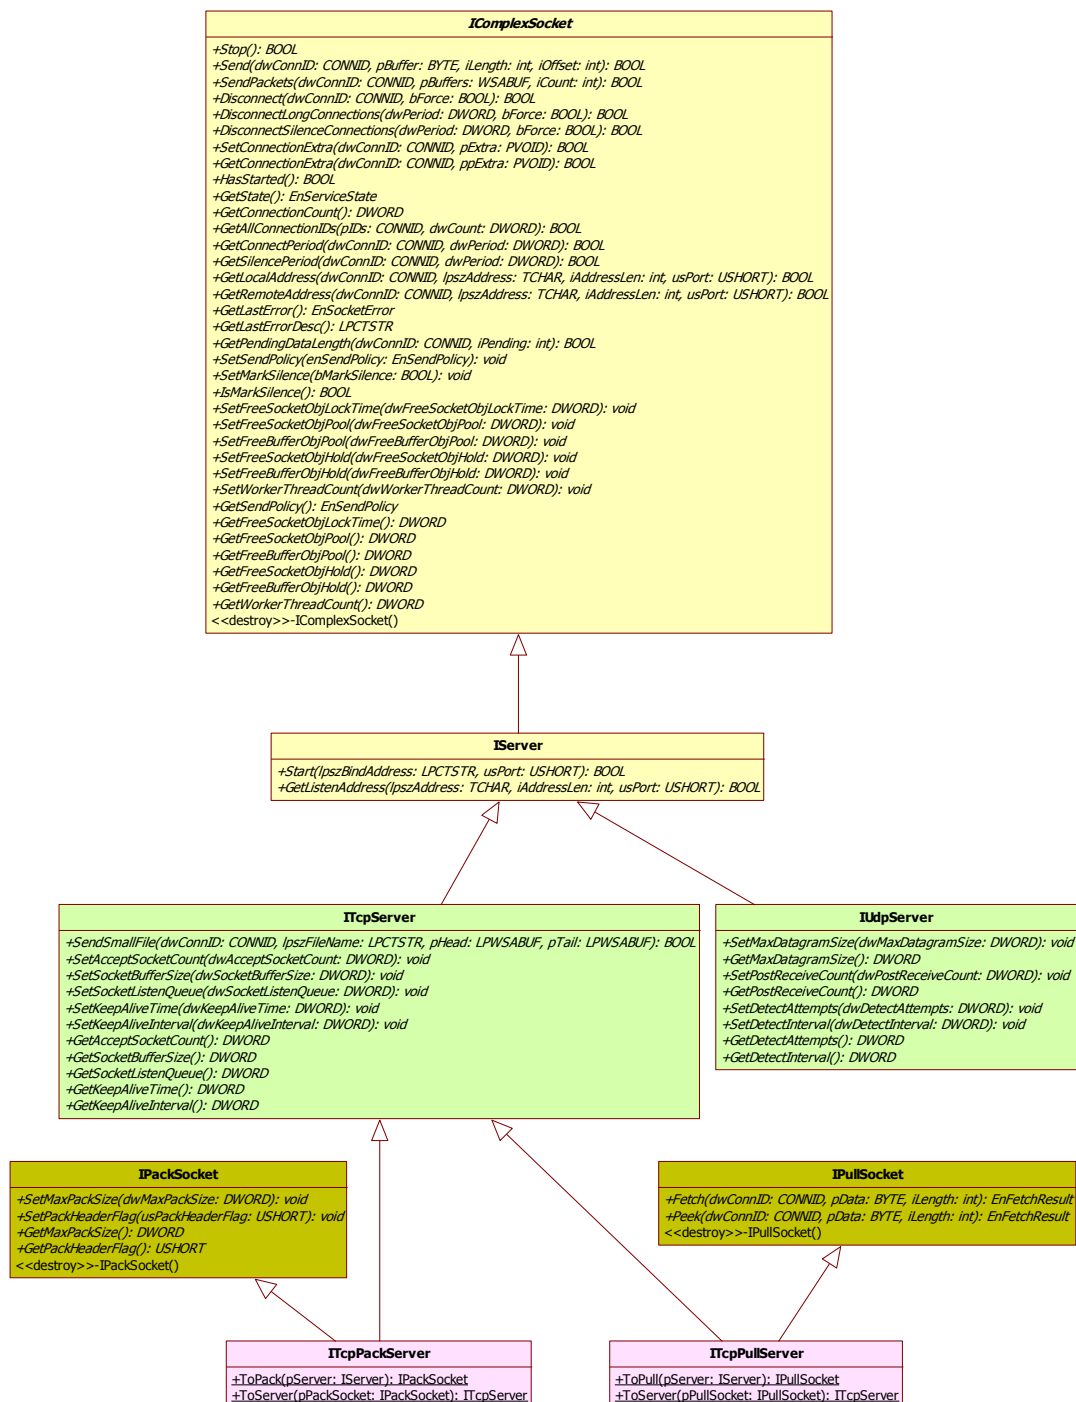 IComplexSocket
+Stop(): BOOL
+Send(dwConnID: CONNID, pBuffer: BYTE, iLength: int, iOffset: int): BOOL
+SendPackets(dwConnID: CONNID, pBuffers: WSABUF, iCount: int): BOOL
+Disconnect(dwConnID: CONNID, bForce: BOOL): BOOL
+DisconnectLongConnections(dwPeriod: DWORD, bForce: BOOL): BOOL
+DisconnectSilenceConnections(dwPeriod: DWORD, bForce: BOOL): BOOL
+SetConnectionExtra(dwConnID: CONNID, pExtra: PVOID): BOOL
+GetConnectionExtra(dwConnID: CONNID, ppExtra: PVOID): BOOL
+HasStarted(): BOOL
+GetState(): EnServiceState
+GetConnectionCount(): DWORD
+GetAllConnectionIDs(pIDs: CONNID, dwCount: DWORD): BOOL
+GetConnectPeriod(dwConnID: CONNID, dwPeriod: DWORD): BOOL
+GetSilencePeriod(dwConnID: CONNID, dwPeriod: DWORD): BOOL
+GetLocalAddress(dwConnID: CONNID, lpszAddress: TCHAR, iAddressLen: int, usPort: USHORT): BOOL
+GetRemoteAddress(dwConnID: CONNID, lpszAddress: TCHAR, iAddressLen: int, usPort: USHORT): BOOL
+GetLastError(): EnSocketError
+GetLastErrorDesc(): LPCTSTR
+GetPendingDataLength(dwConnID: CONNID, iPending: int): BOOL
+SetSendPolicy(enSendPolicy: EnSendPolicy): void
+SetMarkSilence(bMarkSilence: BOOL): void
+IsMarkSilence(): BOOL
+SetFreeSocketObjLockTime(dwFreeSocketObjLockTime: DWORD): void
+SetFreeSocketObjPool(dwFreeSocketObjPool: DWORD): void
+SetFreeBufferObjPool(dwFreeBufferObjPool: DWORD): void
+SetFreeSocketObjHold(dwFreeSocketObjHold: DWORD): void
+SetFreeBufferObjHold(dwFreeBufferObjHold: DWORD): void
+SetWorkerThreadCount(dwWorkerThreadCount: DWORD): void
+GetSendPolicy(): EnSendPolicy
+GetFreeSocketObjLockTime(): DWORD
+GetFreeSocketObjPool(): DWORD
+GetFreeBufferObjPool(): DWORD
+GetFreeSocketObjHold(): DWORD
+GetFreeBufferObjHold(): DWORD
+GetWorkerThreadCount(): DWORD
<<destroy>>-IComplexSocket()
IServer
+Start(lpszBindAddress: LPCTSTR, usPort: USHORT): BOOL
+GetListenAddress(lpszAddress: TCHAR, iAddressLen: int, usPort: USHORT): BOOL
ITcpServer
+SendSmallFile(dwConnID: CONNID, lpszFileName: LPCTSTR, pHead: LPWSABUF, pTail: LPWSABUF): BOOL
+SetAcceptSocketCount(dwAcceptSocketCount: DWORD): void
+SetSocketBufferSize(dwSocketBufferSize: DWORD): void
+SetSocketListenQueue(dwSocketListenQueue: DWORD): void
+SetKeepAliveTime(dwKeepAliveTime: DWORD): void
+SetKeepAliveInterval(dwKeepAliveInterval: DWORD): void
+GetAcceptSocketCount(): DWORD
+GetSocketBufferSize(): DWORD
+GetSocketListenQueue(): DWORD
+GetKeepAliveTime(): DWORD
+GetKeepAliveInterval(): DWORD
IUdpServer
+SetMaxDatagramSize(dwMaxDatagramSize: DWORD): void
+GetMaxDatagramSize(): DWORD
+SetPostReceiveCount(dwPostReceiveCount: DWORD): void
+GetPostReceiveCount(): DWORD
+SetDetectAttempts(dwDetectAttempts: DWORD): void
+SetDetectInterval(dwDetectInterval: DWORD): void
+GetDetectAttempts(): DWORD
+GetDetectInterval(): DWORD
IPackSocket
+SetMaxPackSize(dwMaxPackSize: DWORD): void
+SetPackHeaderFlag(usPackHeaderFlag: USHORT): void
+GetMaxPackSize(): DWORD
+GetPackHeaderFlag(): USHORT
<<destroy>>-IPackSocket()
IPullSocket
+Fetch(dwConnID: CONNID, pData: BYTE, iLength: int): EnFetchResult
+Peek(dwConnID: CONNID, pData: BYTE, iLength: int): EnFetchResult
<<destroy>>-IPullSocket()
ITcpPackServer
+ToPack(pServer: IServer): IPackSocket
+ToServer(pPackSocket: IPackSocket): ITcpServer
ITcpPullServer
+ToPull(pServer: IServer): IPullSocket
+ToServer(pPullSocket: IPullSocket): ITcpServer